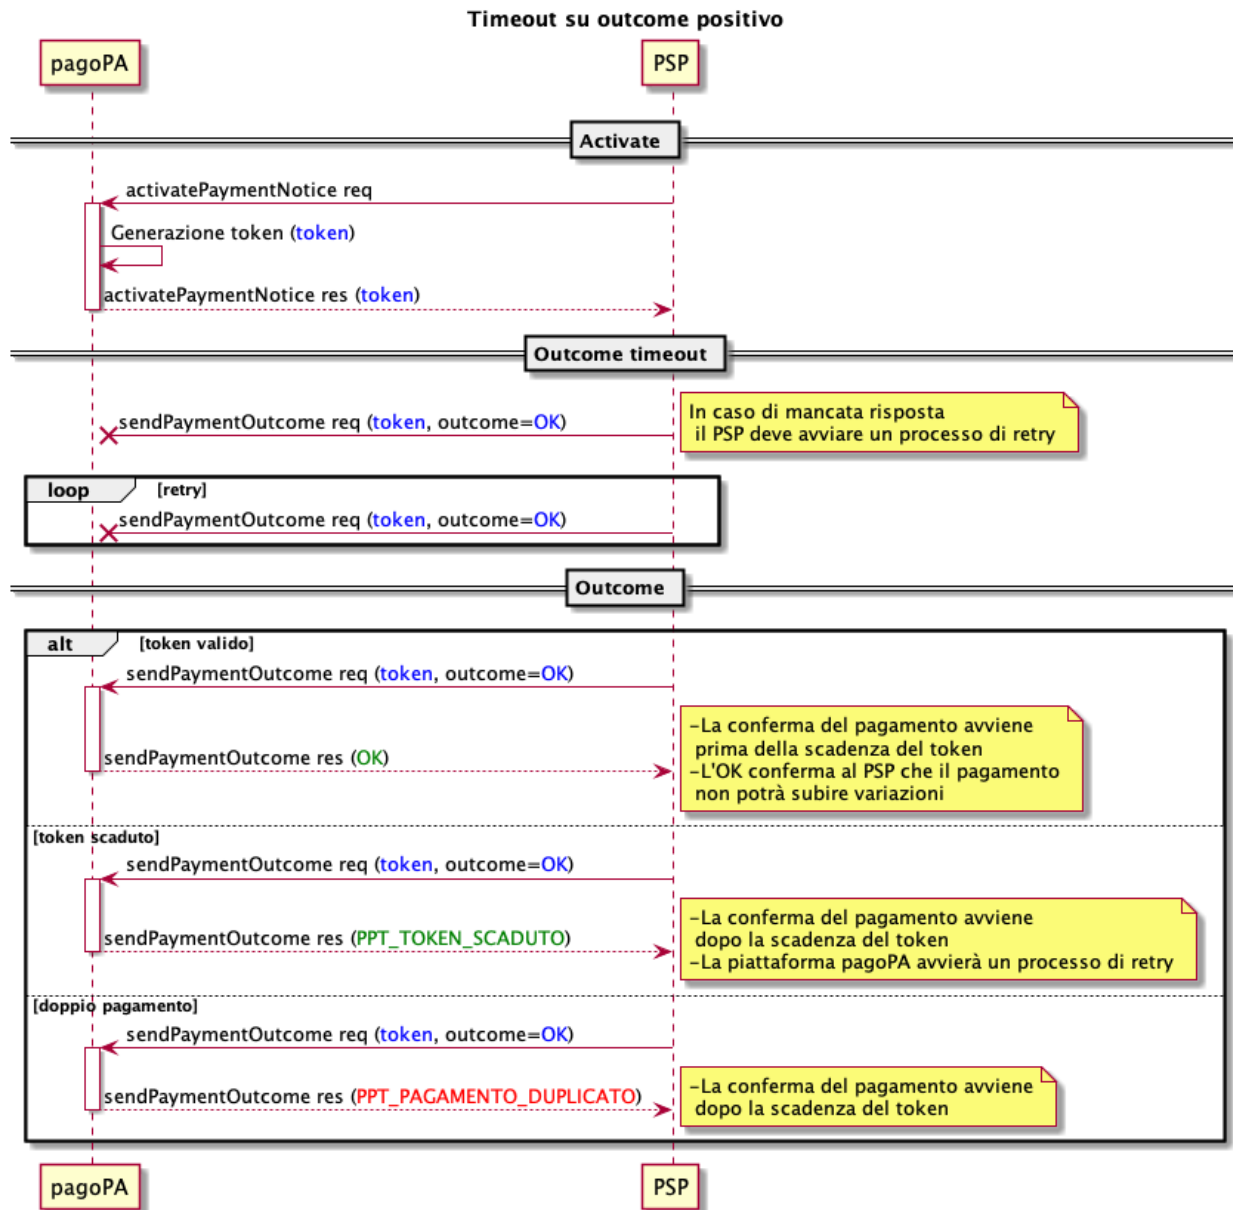 Timeout su outcome positivo
pagoPA
PSP
Activate
activatePaymentNotice req
Generazione token (token)
activatePaymentNotice res (token)
Outcome timeout
sendPaymentOutcome req (token, outcome=OK)
In caso di mancata risposta
il PSP deve avviare un processo di retry
loop
[retry]
sendPaymentOutcome req (token, outcome=OK)
Outcome
alt
[token valido]
sendPaymentOutcome req (token, outcome=OK)
-La conferma del pagamento avviene
prima della scadenza del token
-L'OK conferma al PSP che il pagamento
non potrà subire variazioni
sendPaymentOutcome res (OK)
[token scaduto]
sendPaymentOutcome req (token, outcome=OK)
-La conferma del pagamento avviene
dopo la scadenza del token
-La piattaforma pagoPA avvierà un processo di retry
sendPaymentOutcome res (PPT_TOKEN_SCADUTO)
[doppio pagamento]
sendPaymentOutcome req (token, outcome=OK)
-La conferma del pagamento avviene
dopo la scadenza del token
sendPaymentOutcome res (PPT_PAGAMENTO_DUPLICATO)
pagoPA
PSP